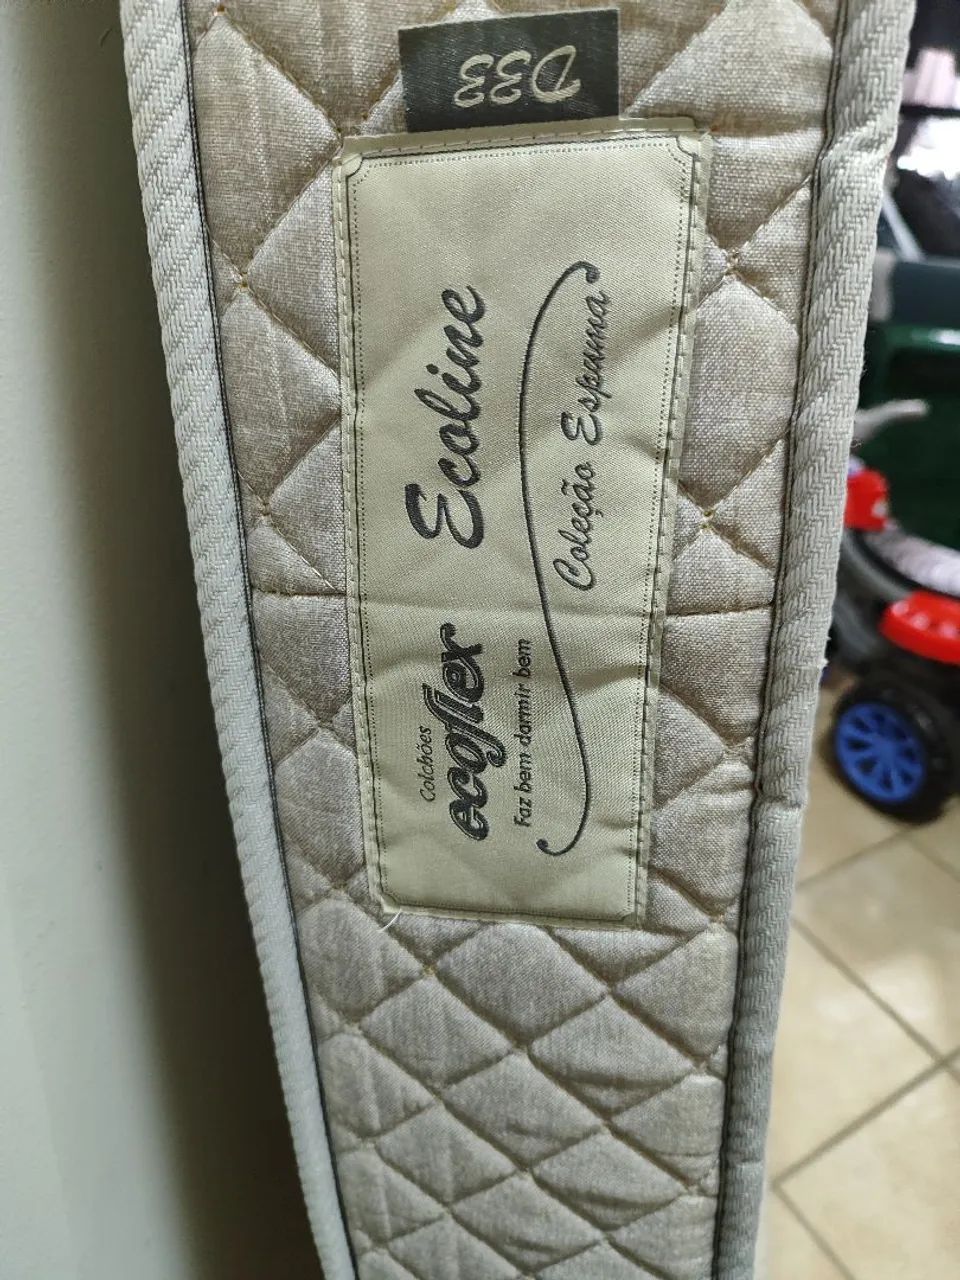 D33
Colchões
ecoflex
Faz bem dormir bem
Ecoline
Coleção Espuma